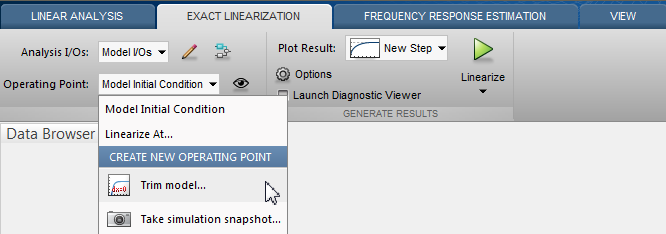 LINEAR ANALYSIS EXACT LINEARIZATION FREQUENCY RESPONSE ESTIMATION VIEW
Analysis I/Os: Model I/Os
Operating Point: Model Initial Condition
Plot Result: New Step
Options
Launch Diagnostic Viewer
Linearize
GENERATE RESULTS
Data Browser
Model Initial Condition
Linearize At...
CREATE NEW OPERATING POINT
dx=0
Trim model...
Take simulation snapshot...